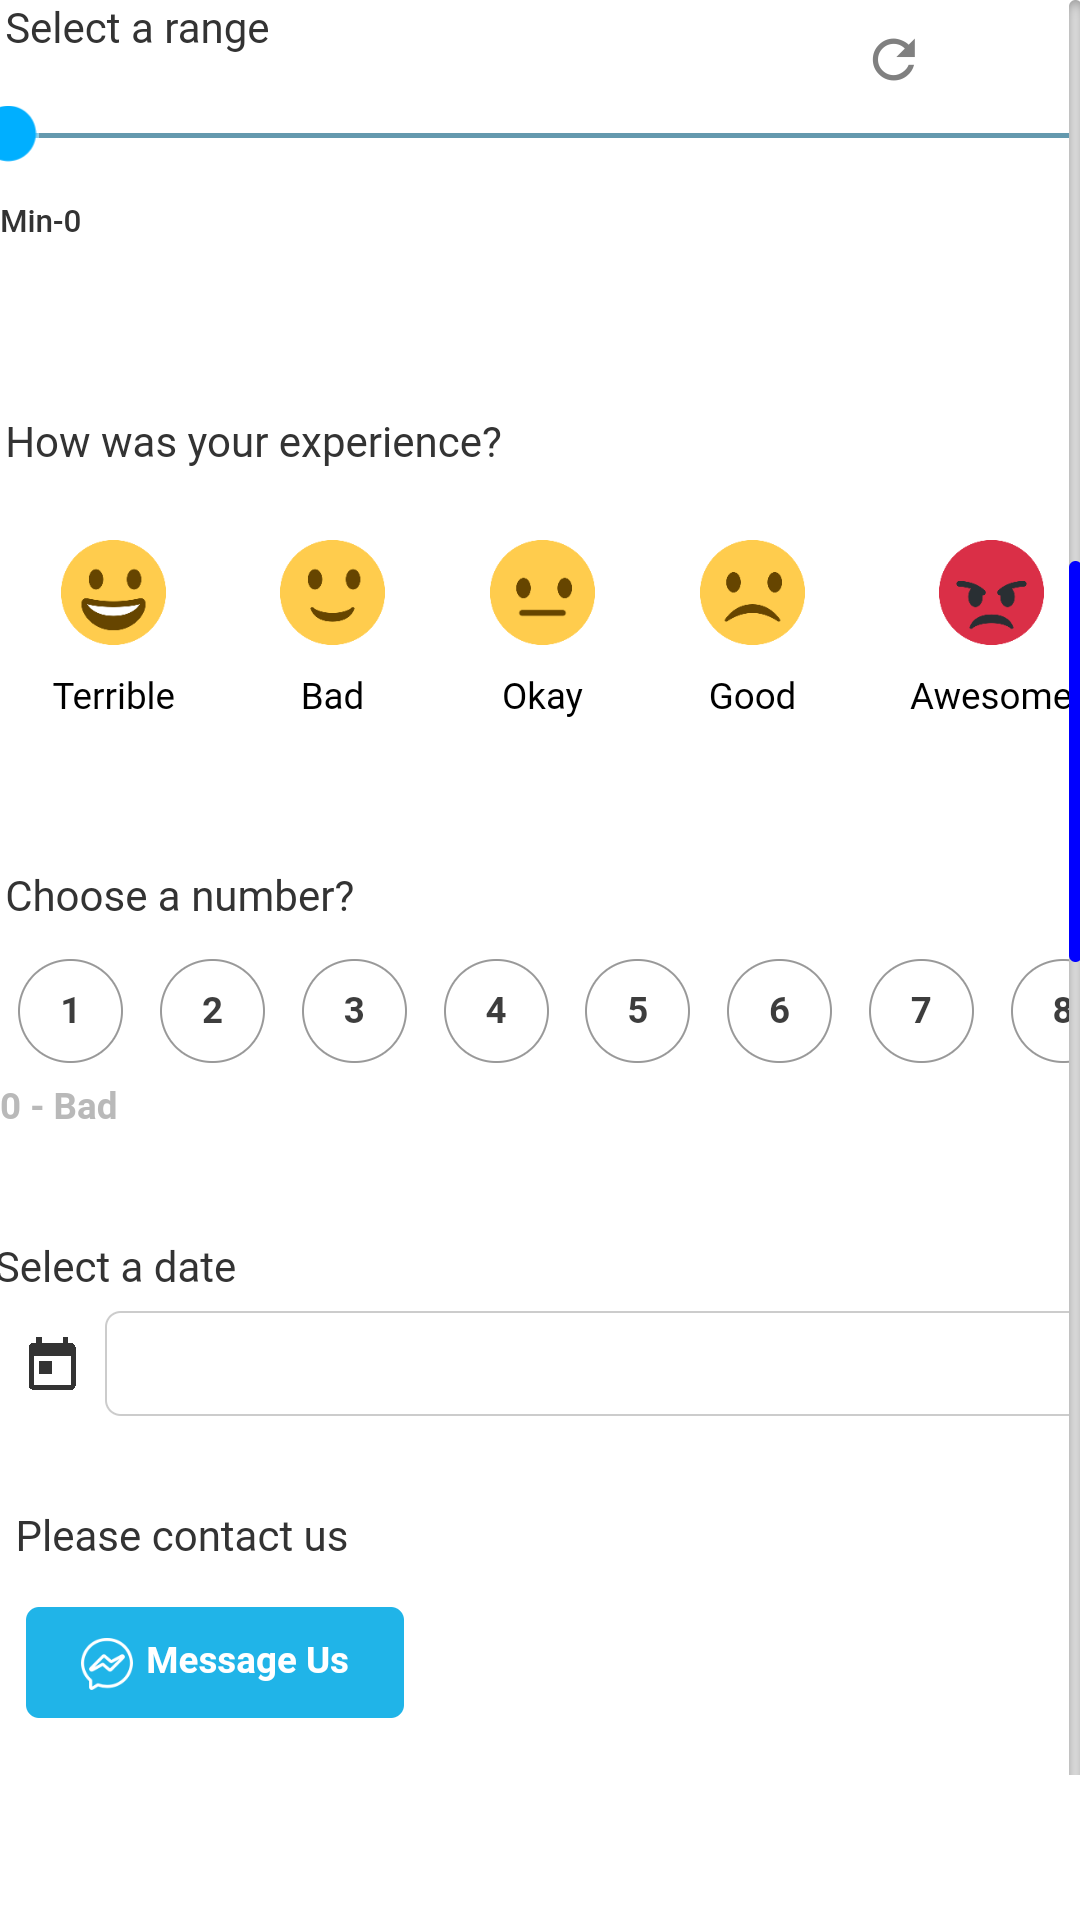 Select a range
Min-0
How was your experience?
Terrible Bad Okay Good Awesome
Choose a number?
1 2 3 4 5 6 7 8
0 - Bad
Select a date
Please contact us
Message Us